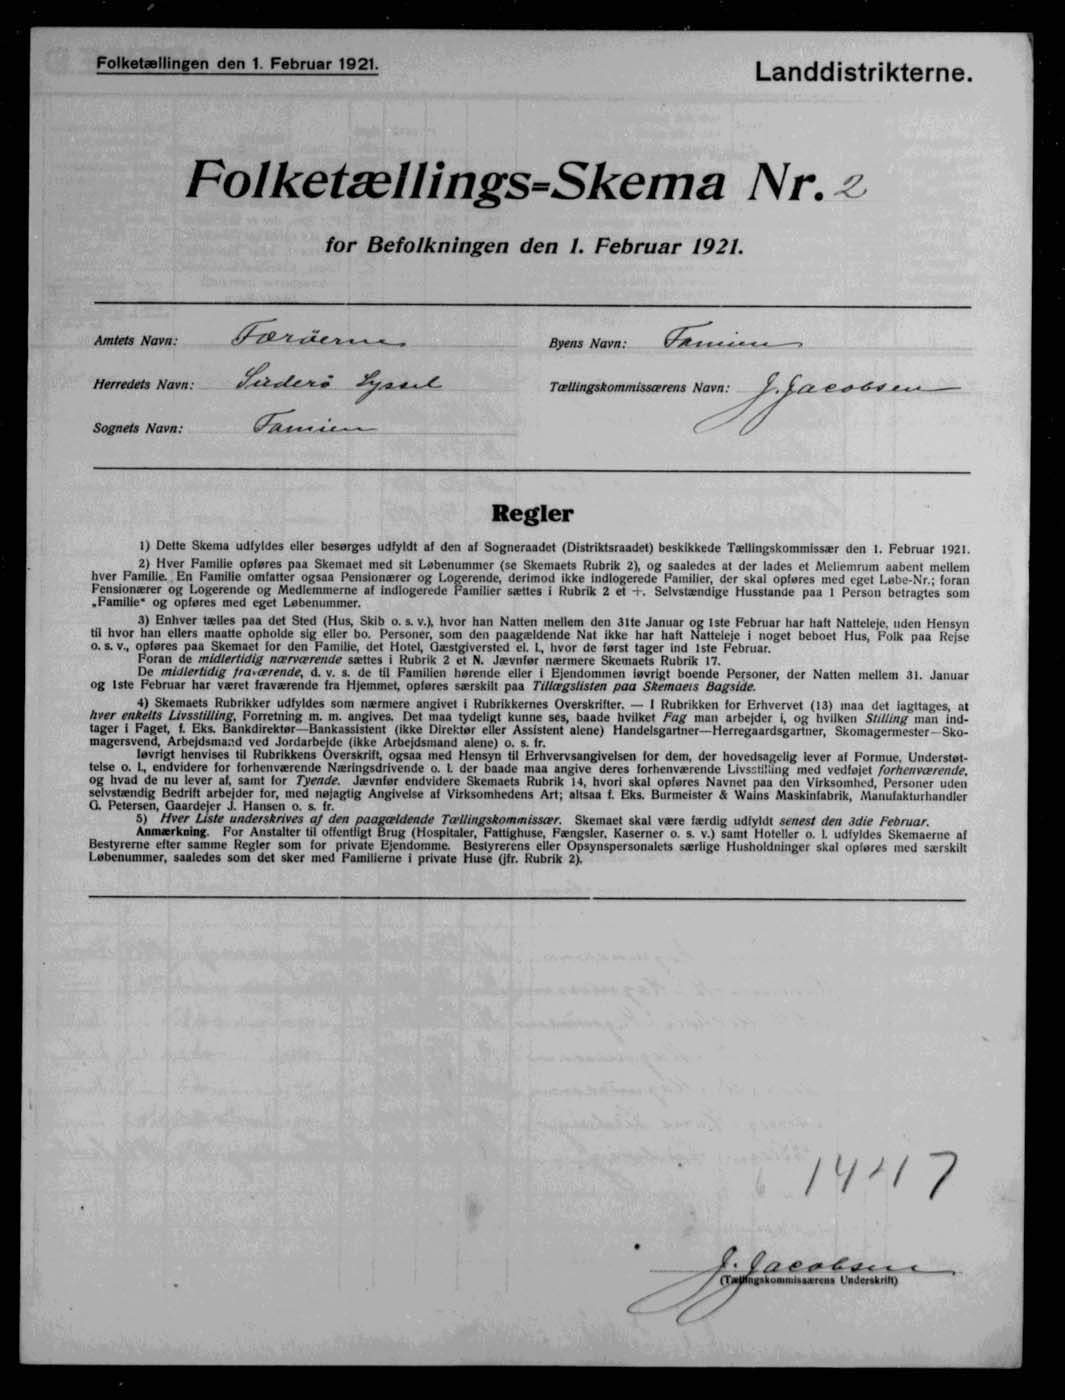 Folketællingen den 1. Februar 1921.
Landdistrikterne.
Folketællings=Skema Nr. 2
for Befolkningen den 1. Februar 1921.
Amtets Navn: Færöerne
Byens Navn: Famien
Herredets Navn: Suderø Syssel
Tællingskommissærens Navn: J. Jacobsen
Sognets Navn: Famien
Regler
1) Dette Skema udfyldes eller besørges udfyldt af den af Sogneraadet (Distriktsraadet) beskikkede Tællingskommissær den 1. Februar 1921.
2) Hver Familie opføres paa Skemaet med sit Løbenummer (se Skemaets Rubrik 2), og saaledes at der lades et Mellemrum aabent mellem
hver Familie. En Familie omfatter ogsaa Pensionærer og Logerende, derimod ikke indlogerede Familier, der skal opføres med eget Løbe-Nr.; foran
Pensionærer og Logerende og Medlemmerne af indlogerede Familier sættes i Rubrik 2 et +. Selvstændige Husstande paa 1 Person betragtes som
„Familie“ og opføres med eget Løbenummer.
3) Enhver tælles paa det Sted (Hus, Skib o. s. v.), hvor han Natten mellem den 31te Januar og 1ste Februar har haft Natteleje, uden Hensyn
til hvor han ellers maatte opholde sig eller bo. Personer, som den paagældende Nat ikke har haft Natteleje i noget beboet Hus, Folk paa Rejse
o. s. v., opføres paa Skemaet for den Familie, det Hotel, Gæstgiversted el. l., hvor de først tager ind 1ste Februar.
Foran de midlertidig nærværende sættes i Rubrik 2 et N. Jævnfør nærmere Skemaets Rubrik 17.
De midlertidig fraværende, d. v. s. de til Familien hørende eller i Ejendommen iøvrigt boende Personer, der Natten mellem 31. Januar
og 1ste Februar har været fraværende fra Hjemmet, opføres særskilt paa Tillægslisten paa Skemaets Bagside.
4) Skemaets Rubrikker udfyldes som nærmere angivet i Rubrikkernes Overskrifter. — I Rubrikken for Erhvervet (13) maa det iagttages, at
hver enkelts Livsstilling, Forretning m. m. angives. Det maa tydeligt kunne ses, baade hvilket Fag man arbejder i, og hvilken Stilling man ind-
tager i Faget, f. Eks. Bankdirektør—Bankassistent (ikke Direktør eller Assistent alene) Handelsgartner—Herregaardsgartner, Skomagermester—Sko-
magersvend, Arbejdsmand ved Jordarbejde (ikke Arbejdsmand alene) o. s. fr.
Iøvrigt henvises til Rubrikkens Overskrift, ogsaa med Hensyn til Erhvervsangivelsen for dem, der hovedsagelig lever af Formue, Understøt-
telse o. l., endvidere for forhenværende Næringsdrivende o. l. der baade maa angive deres forhenværende Livsstilling med vedføjet forhenværende,
og hvad de nu lever af, samt for Tyende. Jævnfør endvidere Skemaets Rubrik 14, hvori skal opføres Navnet paa den Virksomhed, Personer uden
selvstændig Bedrift arbejder for, med nøjagtig Angivelse af Virksomhedens Art; altsaa f. Eks. Burmeister & Wains Maskinfabrik, Manufakturhandler
G. Petersen, Gaardejer J. Hansen o. s. fr.
5) Hver Liste underskrives af den paagældende Tællingskommissær. Skemaet skal være færdig udfyldt senest den 3die Februar.
Anmærkning. For Anstalter til offentligt Brug (Hospitaler, Fattighuse, Fængsler, Kaserner o. s. v.) samt Hoteller o. l. udfyldes Skemaerne af
Bestyrerne efter samme Regler som for private Ejendomme. Bestyrerens eller Opsynspersonalets særlige Husholdninger skal opføres med særskilt
Løbenummer, saaledes som det sker med Familierne i private Huse (jfr. Rubrik 2).
J. Jacobsen
(Tællingskommissærens Underskrift)